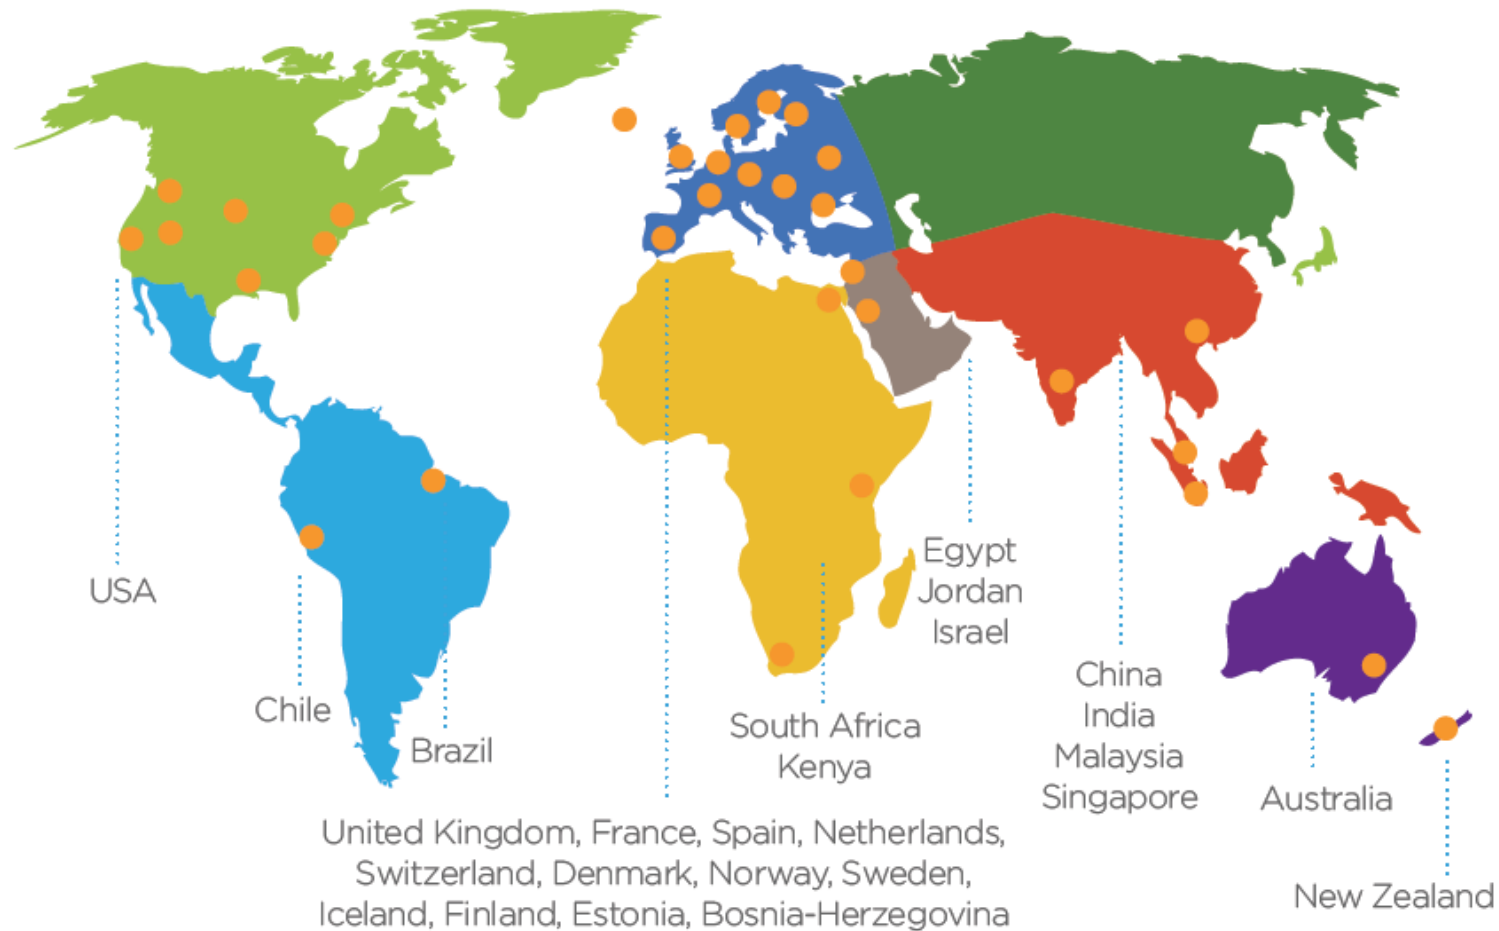 USA
Chile
Brazil
United Kingdom, France, Spain, Netherlands,
Switzerland, Denmark, Norway, Sweden,
Iceland, Finland, Estonia, Bosnia-Herzegovina
South Africa
Kenya
Egypt
Jordan
Israel
China
India
Malaysia
Singapore
Australia
New Zealand